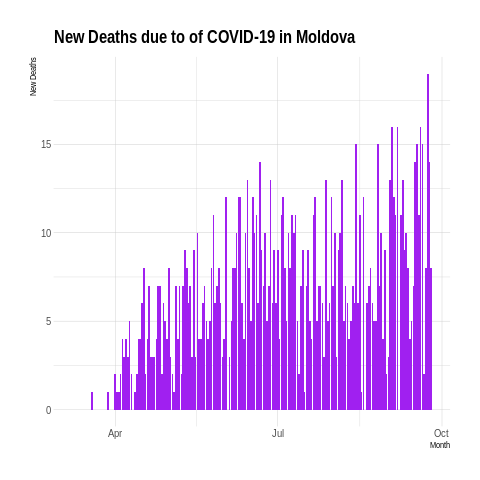 New Deaths due to of COVID-19 in Moldova
New Deaths
15
10
5
0
Apr
Jul
Oct
Month